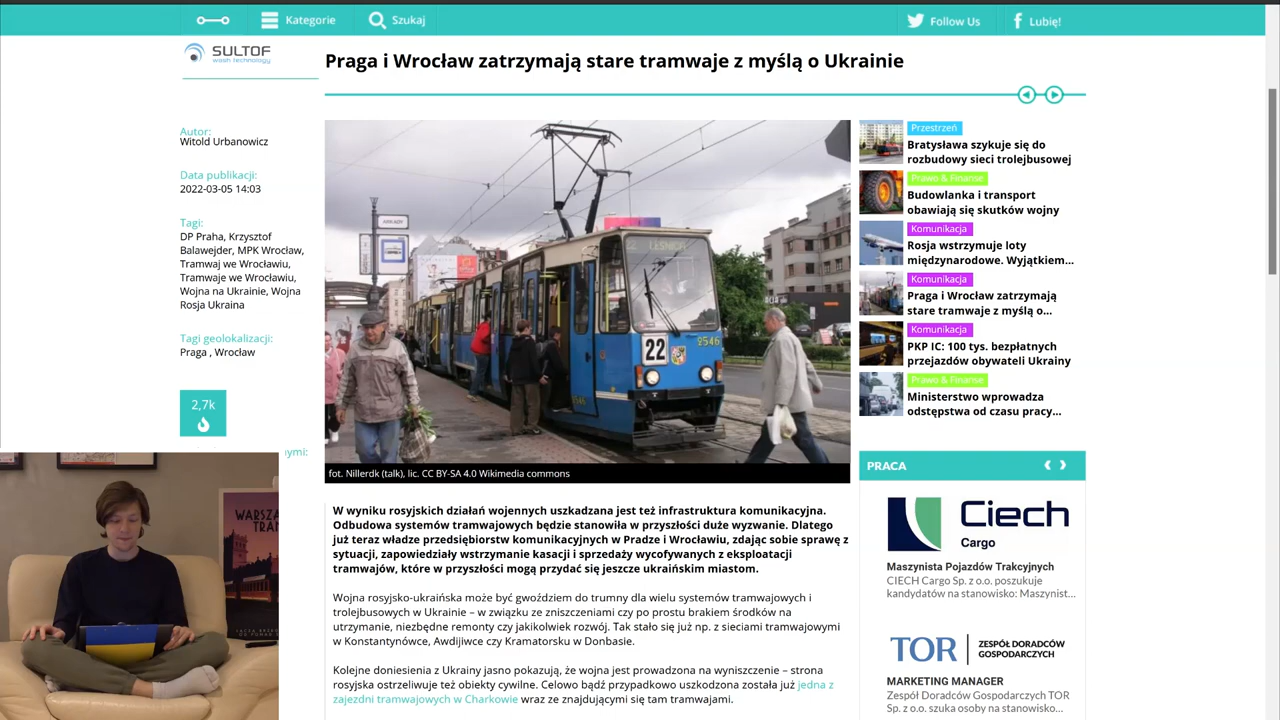 Kategorie
Szukaj
Follow Us
Lubię!
SULTOF
wash technology
Praga i Wrocław zatrzymają stare tramwaje z myślą o Ukrainie
Autor:
Witold Urbanowicz
Data publikacji:
2022-03-05 14:03
Tagi:
DP Praha, Krzysztof
Balawejder, MPK Wrocław,
Tramwaj we Wrocławiu,
Tramwaje we Wrocławiu,
Wojna na Ukrainie, Wojna
Rosja Ukraina
Tagi geolokalizacji:
Praga , Wrocław
2,7k
ymi:
ARKADY
22 LEŚNICA
22
2546
2546
fot. Nillerdk (talk), lic. CC BY-SA 4.0 Wikimedia commons
W wyniku rosyjskich działań wojennych uszkadzana jest też infrastruktura komunikacyjna.
Odbudowa systemów tramwajowych będzie stanowiła w przyszłości duże wyzwanie. Dlatego
już teraz władze przedsiębiorstw komunikacyjnych w Pradze i Wrocławiu, zdając sobie sprawę z
sytuacji, zapowiedziały wstrzymanie kasacji i sprzedaży wycofywanych z eksploatacji
tramwajów, które w przyszłości mogą przydać się jeszcze ukraińskim miastom.
Wojna rosyjsko-ukraińska może być gwoździem do trumny dla wielu systemów tramwajowych i
trolejbusowych w Ukrainie – w związku ze zniszczeniami czy po prostu brakiem środków na
utrzymanie, niezbędne remonty czy jakikolwiek rozwój. Tak stało się już np. z sieciami tramwajowymi
w Konstantynówce, Awdijiwce czy Kramatorsku w Donbasie.
Kolejne doniesienia z Ukrainy jasno pokazują, że wojna jest prowadzona na wyniszczenie – strona
rosyjska ostrzeliwuje też obiekty cywilne. Celowo bądź przypadkowo uszkodzona została już jedna z
zajezdni tramwajowych w Charkowie wraz ze znajdującymi się tam tramwajami.
Przestrzeń
Bratysława szykuje się do
rozbudowy sieci trolejbusowej
Prawo & Finanse
Budowlanka i transport
obawiają się skutków wojny
Komunikacja
Rosja wstrzymuje loty
międzynarodowe. Wyjątkiem...
Komunikacja
Praga i Wrocław zatrzymają
stare tramwaje z myślą o...
Komunikacja
PKP IC: 100 tys. bezpłatnych
przejazdów obywateli Ukrainy
Prawo & Finanse
Ministerstwo wprowadza
odstępstwa od czasu pracy...
PRACA
Ciech
Cargo
Maszynista Pojazdów Trakcyjnych
CIECH Cargo Sp. z o.o. poszukuje
kandydatów na stanowisko: Maszynist...
TOR
ZESPÓŁ DORADCÓW
GOSPODARCZYCH
MARKETING MANAGER
Zespół Doradców Gospodarczych TOR
Sp. z o.o. szuka osoby na stanowisko...